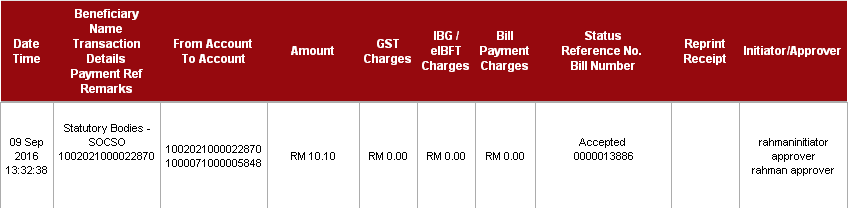 Date
Time
Beneficiary
Name
Transaction
Details
Payment Ref
Remarks
From Account
To Account
Amount
GST
Charges
IBG /
eIBFT
Charges
Bill
Payment
Charges
Status
Reference No.
Bill Number
Reprint
Receipt
Initiator/Approver
09 Sep
2016
13:32:38
Statutory Bodies -
SOCSO
1002021000022870
1002021000022870
1000071000005848
RM 10.10
RM 0.00
RM 0.00
RM 0.00
Accepted
0000013886
rahmaninitiator
approver
rahman approver